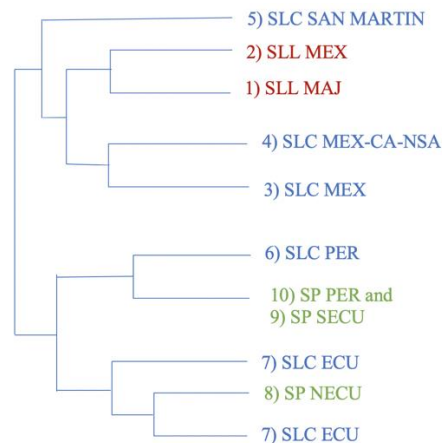 5) SLC SAN MARTIN
2) SLL MEX
1) SLL MAJ
4) SLC MEX-CA-NSA
3) SLC MEX
6) SLC PER
10) SP PER and
9) SP SECU
7) SLC ECU
8) SP NECU
7) SLC ECU